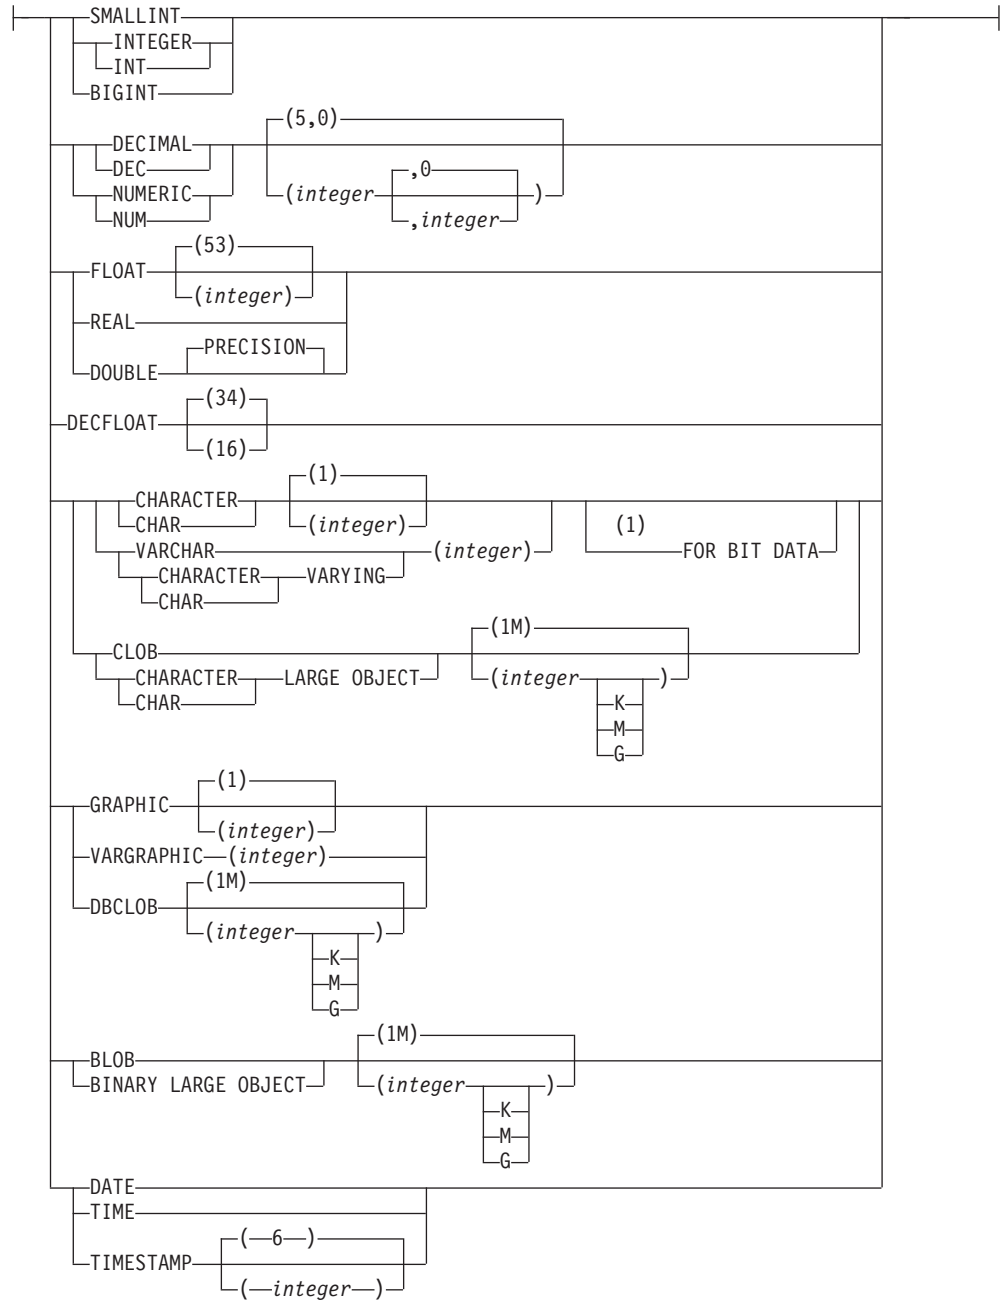 SMALLINT
INTEGER
INT
BIGINT
(5,0)
DECIMAL
DEC
,0
NUMERIC
(integer )
NUM
,integer
(53)
FLOAT
(integer)
REAL
PRECISION
DOUBLE
(34)
DECFLOAT
(16)
(1)
CHARACTER
CHAR
(integer)
(1)
VARCHAR
(integer)
FOR BIT DATA
CHARACTER VARYING
CHAR
(1M)
CLOB
CHARACTER LARGE OBJECT
(integer )
CHAR
K
M
G
(1)
GRAPHIC
(integer)
VARGRAPHIC (integer)
(1M)
DBCLOB
(integer )
K
M
G
(1M)
BLOB
BINARY LARGE OBJECT
(integer )
K
M
G
DATE
TIME
( 6 )
TIMESTAMP
( integer )